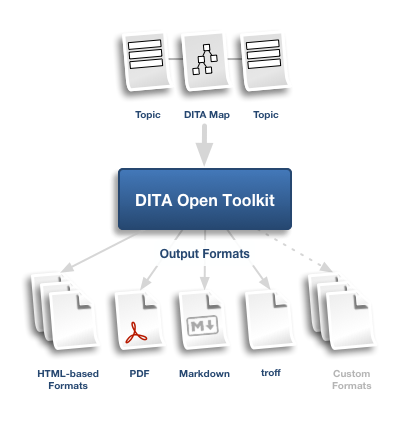 Topic
DITA Map
Topic
DITA Open Toolkit
Output Formats
M
HTML-based
Formats
PDF
Markdown
troff
Custom
Formats